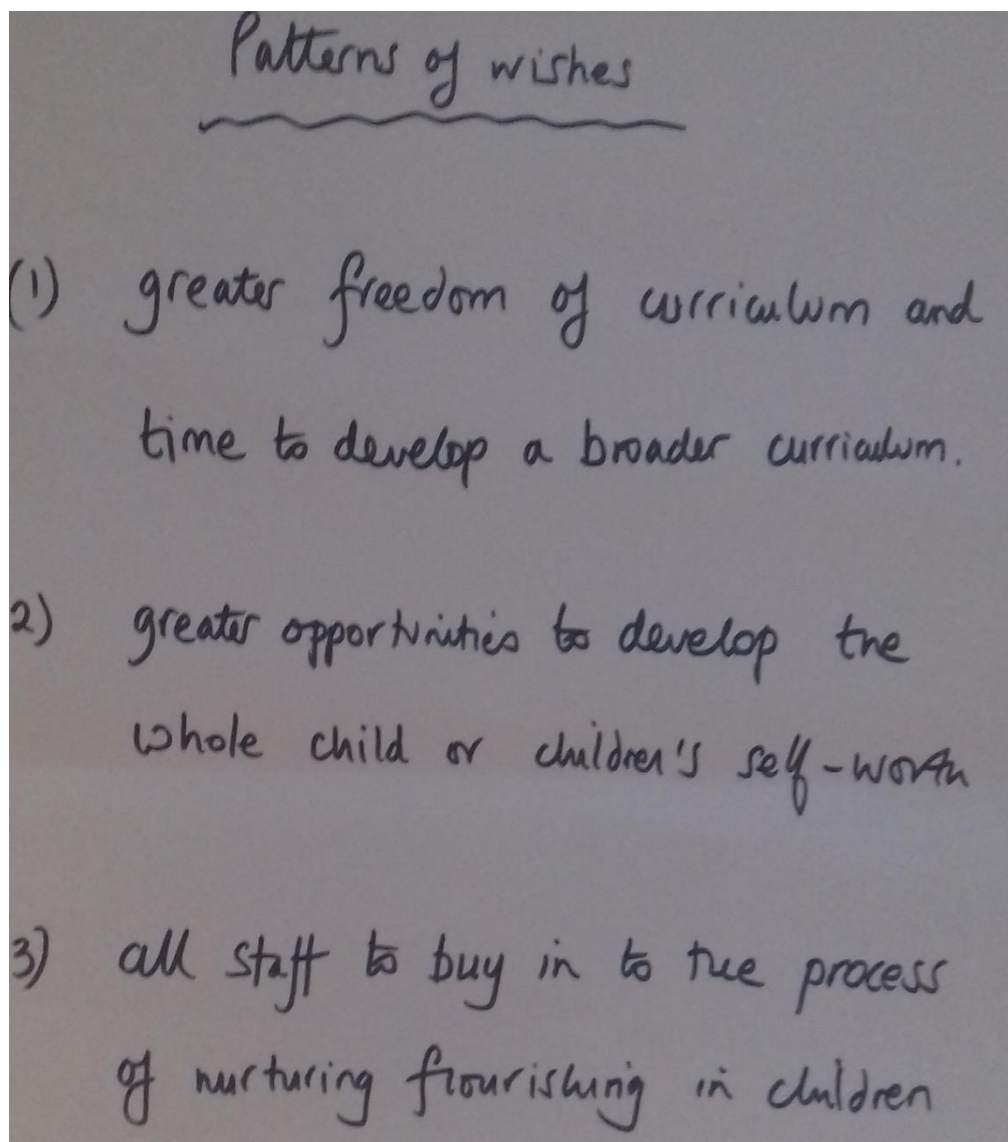 Patterns of wishes
(1) greater freedom of curriculum and
time to develop a broader curriculum.
2) greater opportunities to develop the
whole child or children's self-worth
3) all staff to buy in to the process
of nurturing flourishing in children